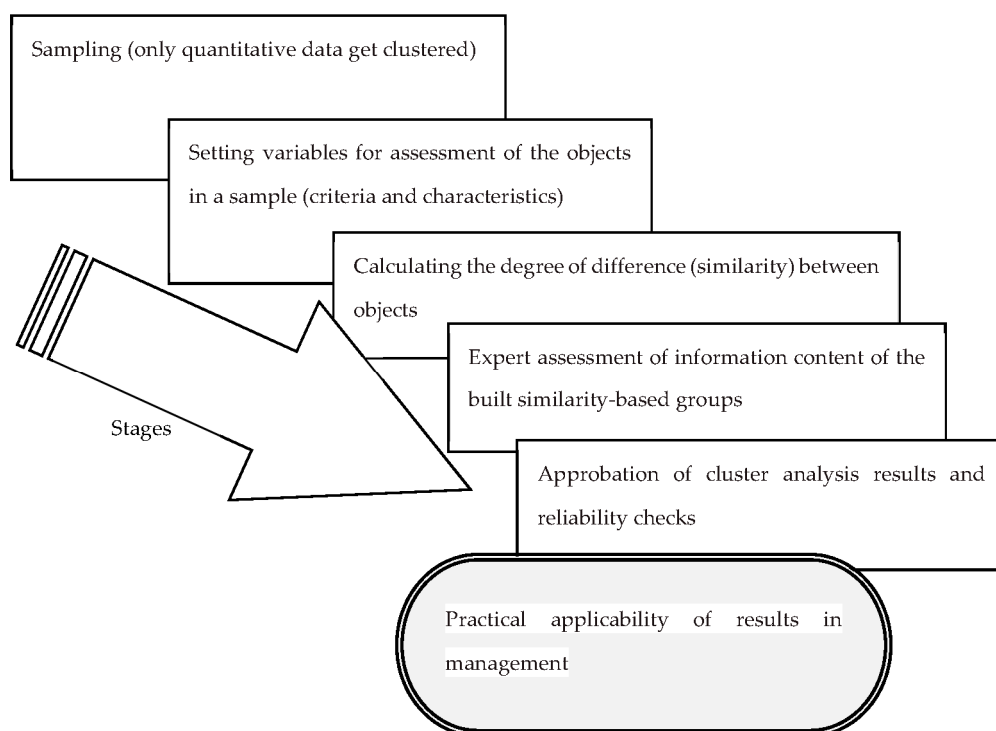 Sampling (only quantitative data get clustered)
Setting variables for assessment of the objects
in a sample (criteria and characteristics)
Calculating the degree of difference (similarity) between
objects
Expert assessment of information content of the
built similarity-based groups
Stages
Approbation of cluster analysis results and
reliability checks
Practical applicability of results in
management